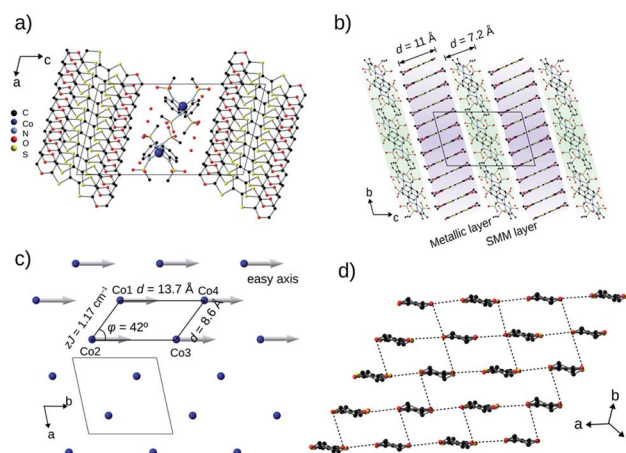 a)
c
a
C
Co
N
O
S
b)
d = 11 Å
d = 7.2 Å
b
c
Metallic layer
SMM layer
c)
easy axis
Co1
d = 13.7 Å
Co4
zJ = 1.17 cm⁻¹
φ = 42º
d = 8.6 Å
Co2
Co3
b
a
d)
b
a